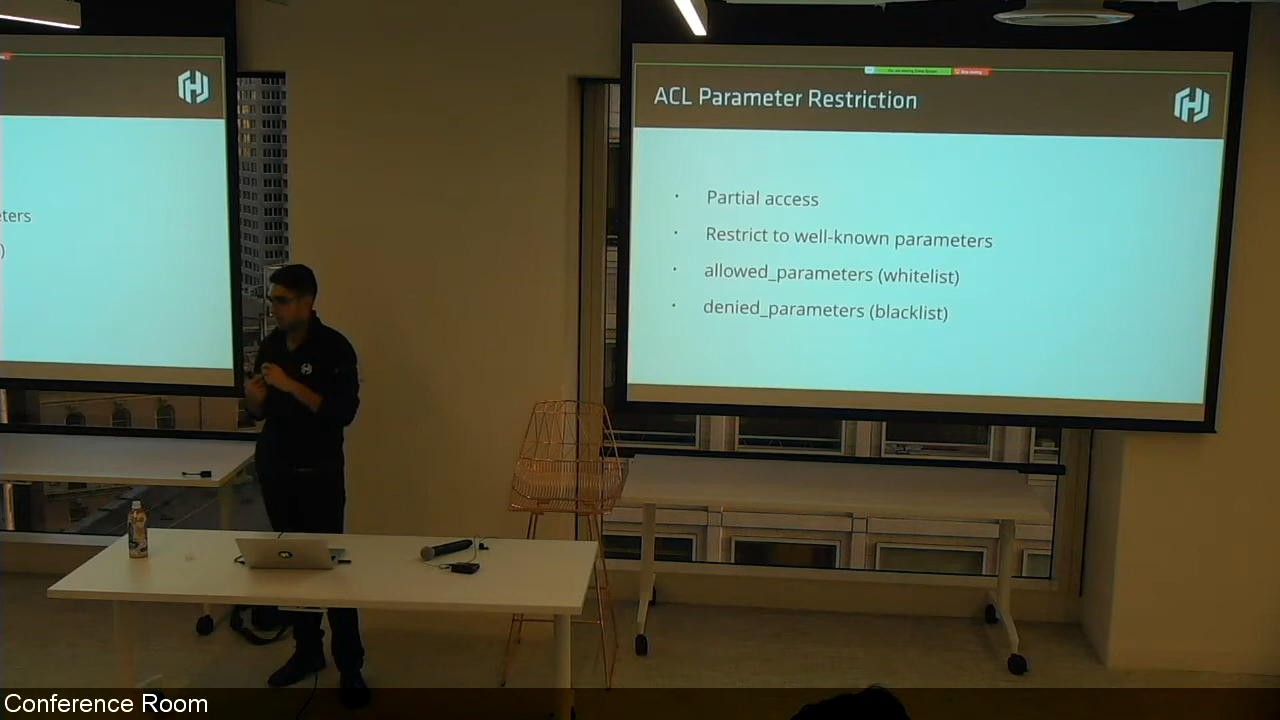 ACL Parameter Restriction
· Partial access
· Restrict to well-known parameters
· allowed_parameters (whitelist)
· denied_parameters (blacklist)
eters
)
Conference Room